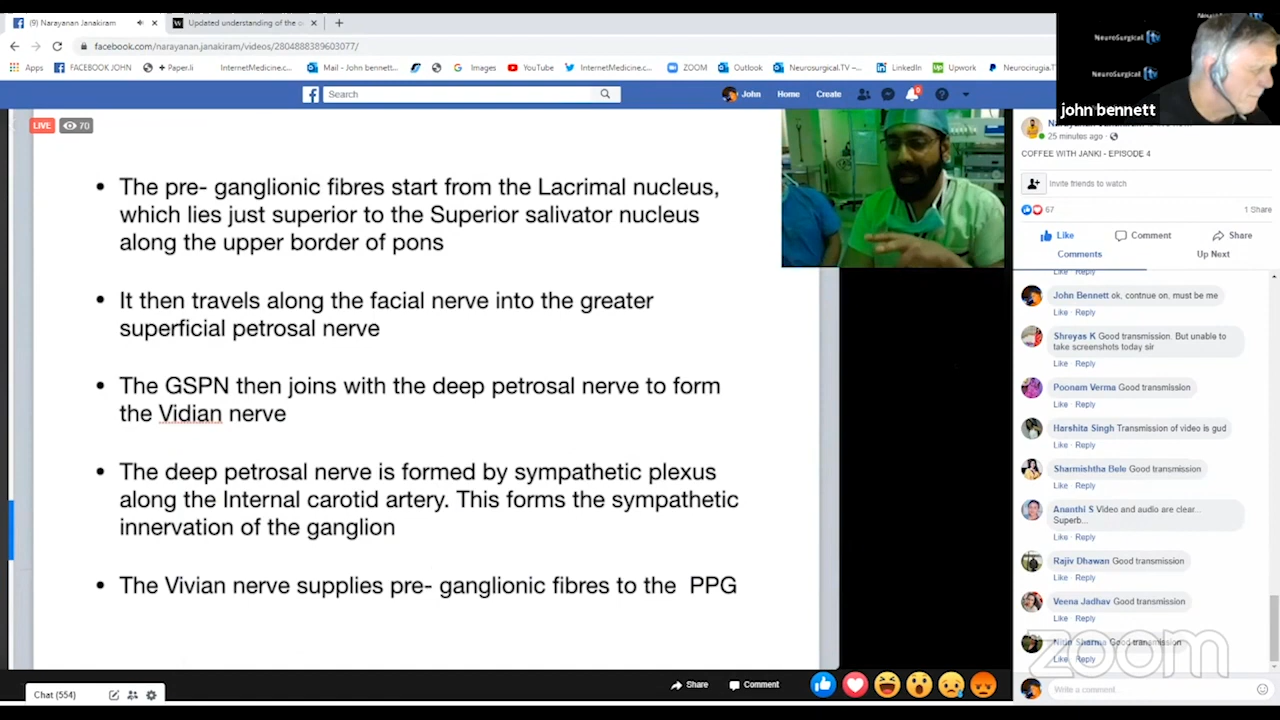 (9) Narayanan Janakiram
Updated understanding of the
facebook.com/narayanan.janakiram/videos/2804888389603077/
Apps
FACEBOOK JOHN
+ Paper.li
InternetMedicine.c...
Mail - John bennett...
Images
YouTube
InternetMedicine.c...
ZOOM
Outlook
Neurosurgical.TV –...
LinkedIn
Upwork
Neurocirugia.T
NeuroSurgical tv
NeuroSurgical tv
john bennett
Search
John
Home
Create
LIVE
70
• The pre- ganglionic fibres start from the Lacrimal nucleus,
which lies just superior to the Superior salivator nucleus
along the upper border of pons
• It then travels along the facial nerve into the greater
superficial petrosal nerve
• The GSPN then joins with the deep petrosal nerve to form
the Vidian nerve
• The deep petrosal nerve is formed by sympathetic plexus
along the Internal carotid artery. This forms the sympathetic
innervation of the ganglion
• The Vivian nerve supplies pre- ganglionic fibres to the PPG
25 minutes ago ·
COFFEE WITH JANKI - EPISODE 4
Invite friends to watch
67
1 Share
Like
Comment
Share
Comments
Up Next
Like · Reply
John Bennett ok, contnue on, must be me
Like · Reply
Shreyas K Good transmission. But unable to
take screenshots today sir
Like · Reply
Poonam Verma Good transmission
Like · Reply
Harshita Singh Transmission of video is gud
Like · Reply
Sharmishtha Bele Good transmission
Like · Reply
Ananthi S Video and audio are clear...
Superb...
Like · Reply
Rajiv Dhawan Good transmission
Like · Reply
Veena Jadhav Good transmission
Like · Reply
Nitin Sharma Good transmission
Like · Reply
zoom
Write a comment...
Share
Comment
Chat (554)